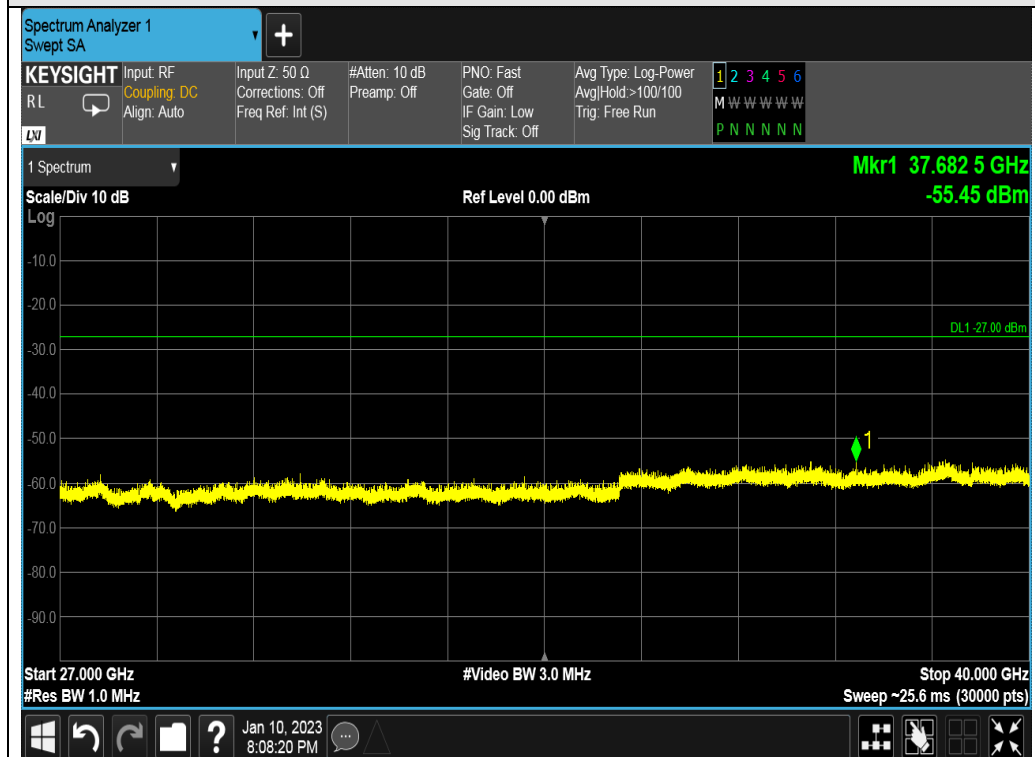 Spectrum Analyzer 1
Swept SA
+
KEYSIGHT Input: RF Input Z: 50 Ω #Atten: 10 dB PNO: Fast Avg Type: Log-Power 1 2 3 4 5 6
RL Coupling: DC Corrections: Off Preamp: Off Gate: Off Avg|Hold:>100/100 M W W W W W
Align: Auto Freq Ref: Int (S) IF Gain: Low Trig: Free Run
LXI Sig Track: Off P N N N N N
1 Spectrum Mkr1 37.682 5 GHz
Scale/Div 10 dB Ref Level 0.00 dBm -55.45 dBm
Log
-10.0
-20.0
DL1 -27.00 dBm
-30.0
-40.0
-50.0
1
-60.0
-70.0
-80.0
-90.0
Start 27.000 GHz #Video BW 3.0 MHz Stop 40.000 GHz
#Res BW 1.0 MHz Sweep ~25.6 ms (30000 pts)
? Jan 10, 2023
8:08:20 PM